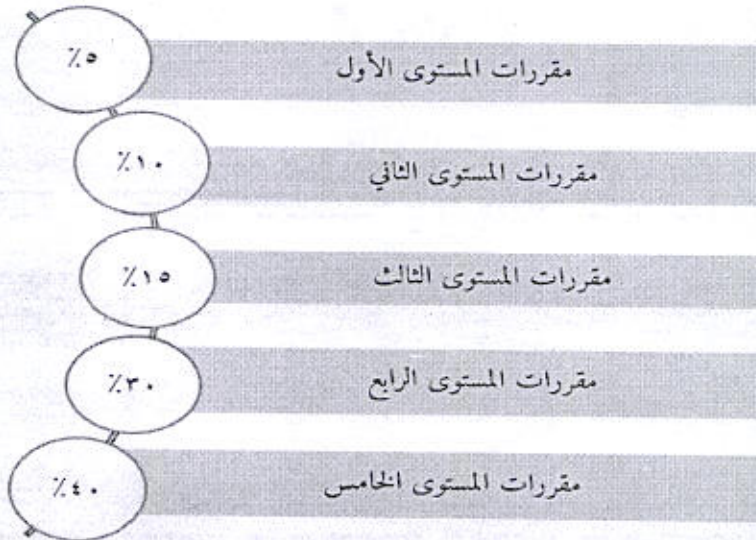 مقررات المستوى الأول ٥٪
مقررات المستوى الثاني ١٠٪
مقررات المستوى الثالث ١٥٪
مقررات المستوى الرابع ٣٠٪
مقررات المستوى الخامس ٤٠٪